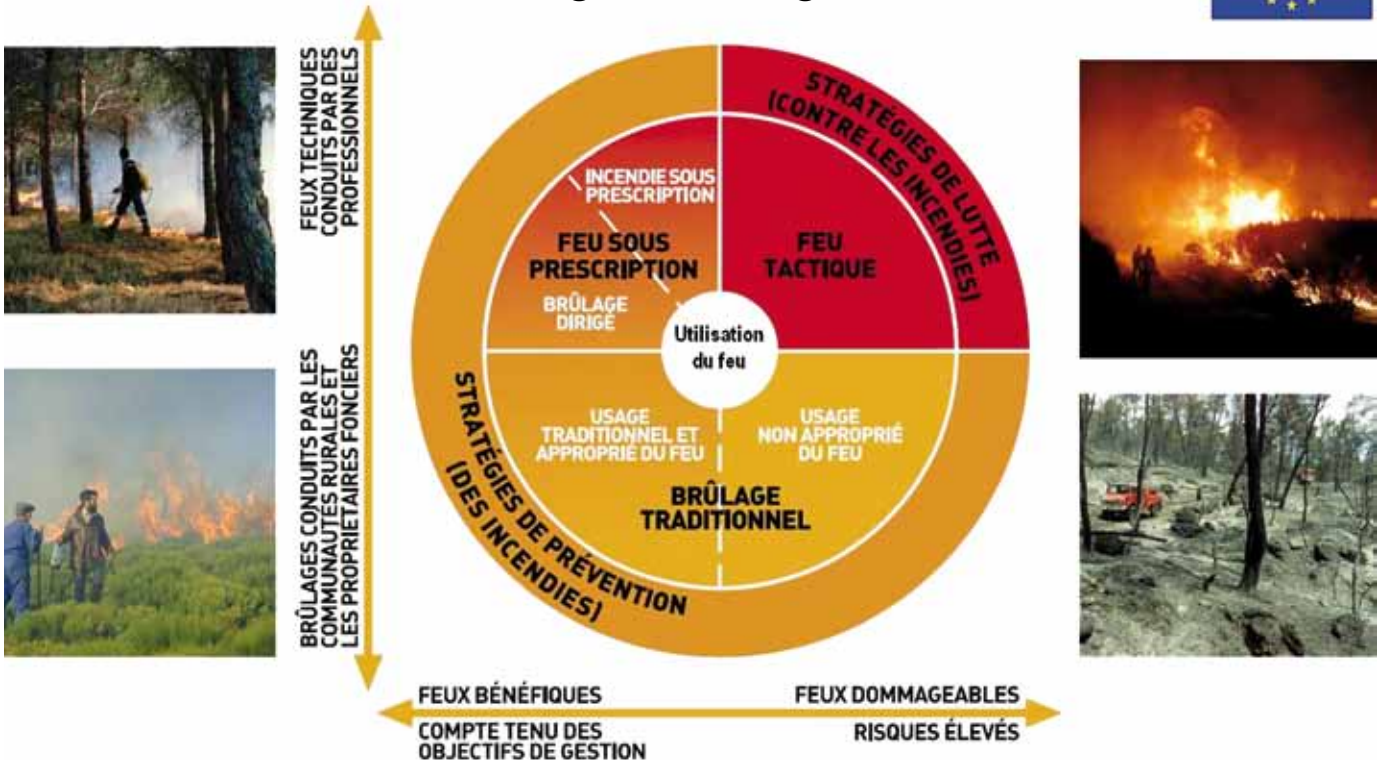 FEUX TECHNIQUES
CONDUITS PAR DES
PROFESSIONNELS
BRÛLAGES CONDUITS PAR LES
COMMUNAUTÉS RURALES ET
LES PROPRIÉTAIRES FONCIERS
STRATÉGIES DE LUTTE
(CONTRE LES INCENDIES)
INCENDIE SOUS
PRESCRIPTION
FEU SOUS
PRESCRIPTION
BRÛLAGE
DIRIGÉ
FEU
TACTIQUE
Utilisation
du feu
USAGE
TRADITIONNEL ET
APPROPRIÉ DU FEU
USAGE
NON APPROPRIÉ
DU FEU
BRÛLAGE
TRADITIONNEL
STRATÉGIES DE PRÉVENTION
(DES INCENDIES)
FEUX BÉNÉFIQUES
FEUX DOMMAGEABLES
COMPTE TENU DES
OBJECTIFS DE GESTION
RISQUES ÉLEVÉS